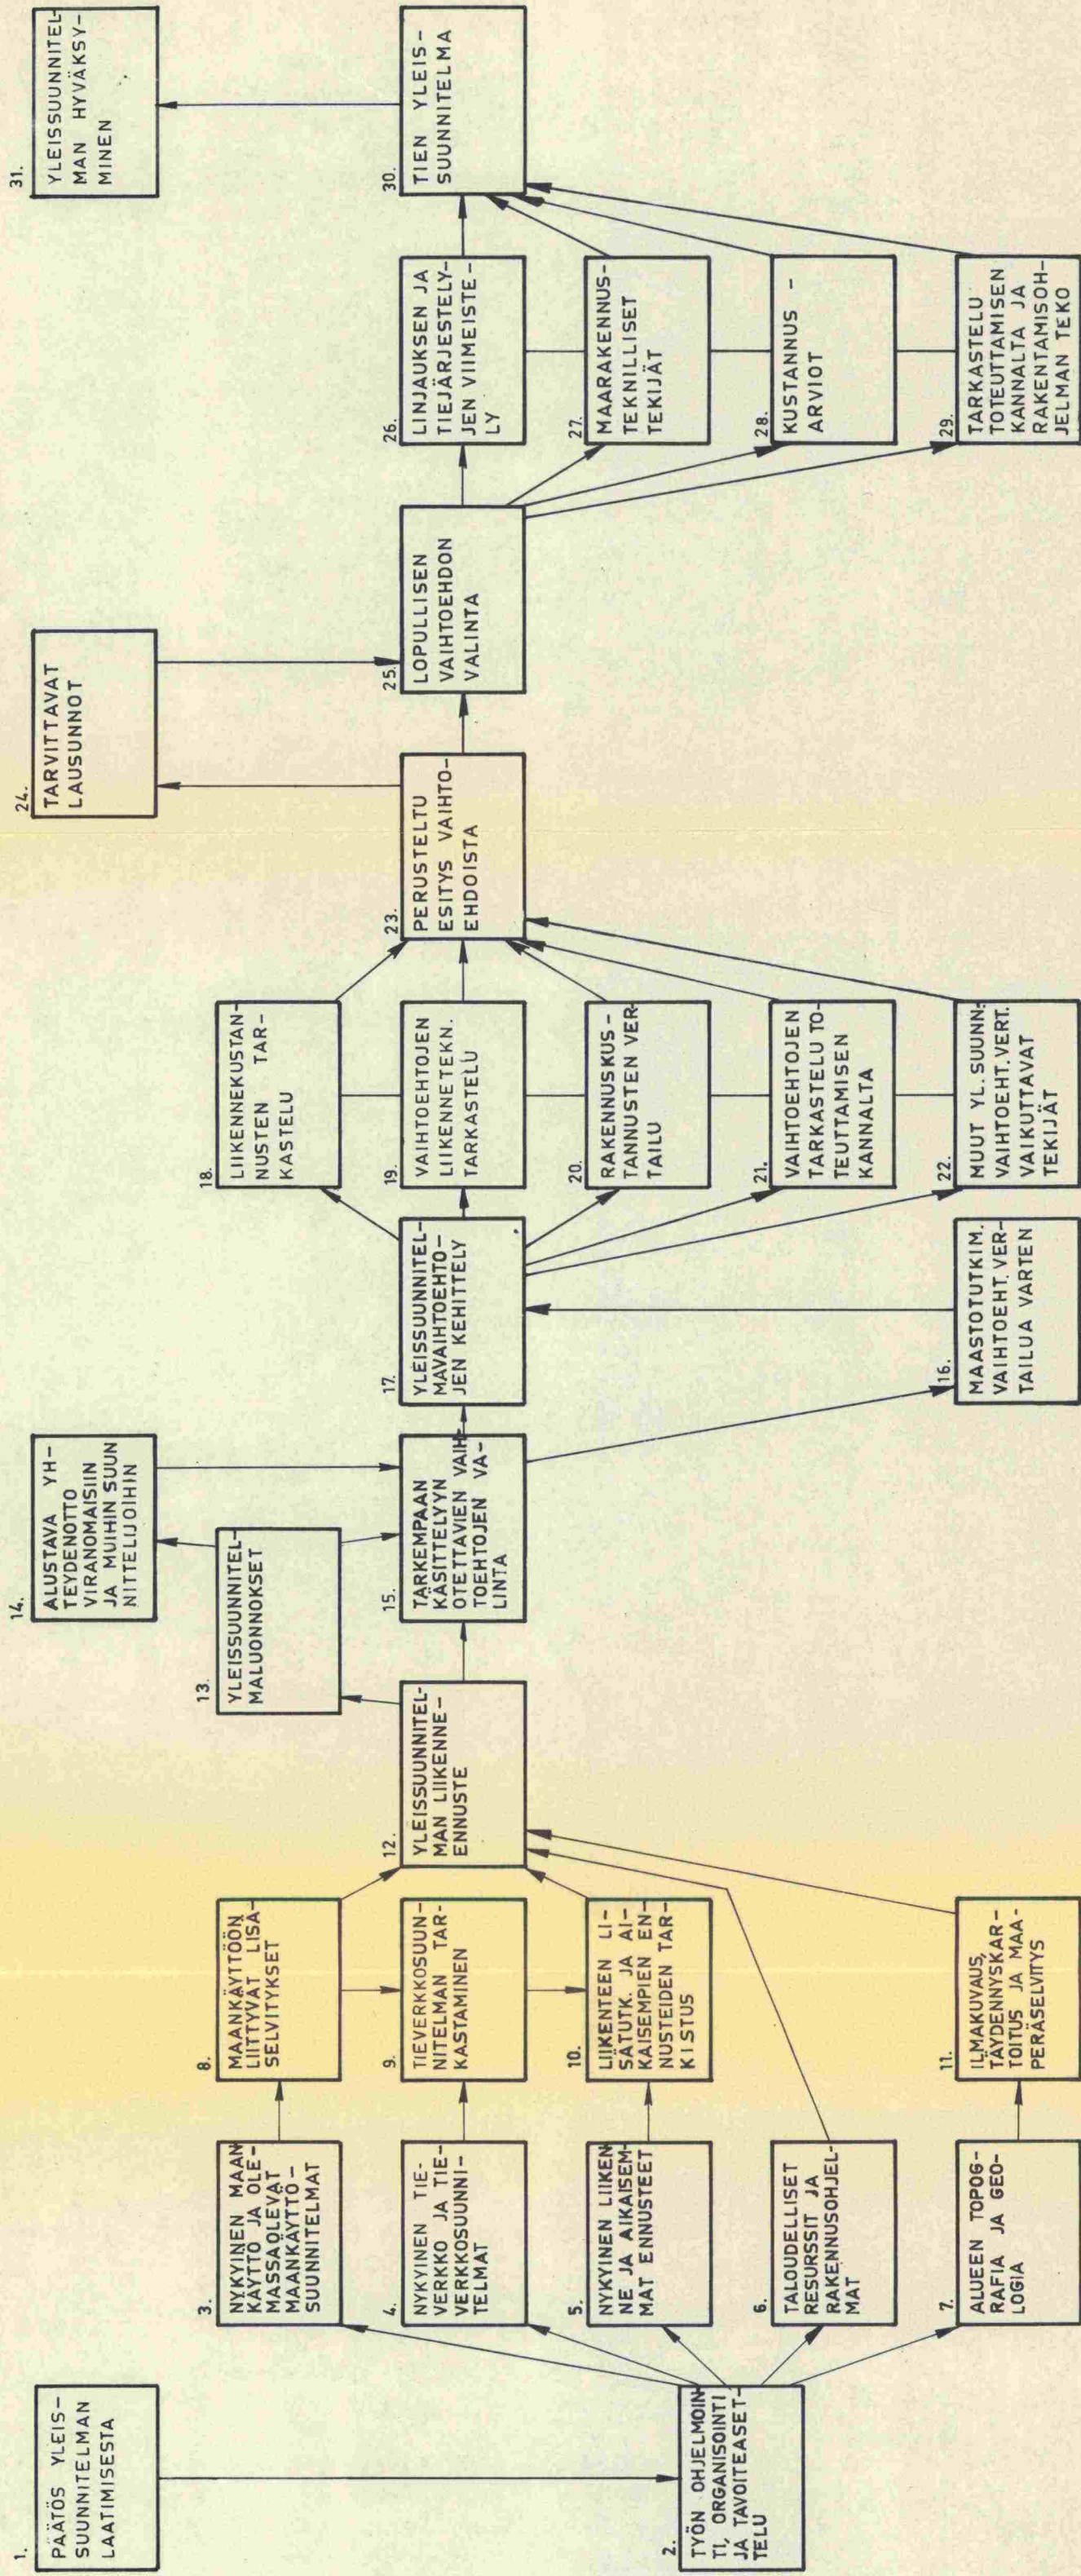 1.
PÄÄTÖS YLEIS-
SUUNNITELMAN
LAATIMISESTA
2.
TYÖN OHJELMOIN
TI, ORGANISOINTI
JA TAVOITEASET-
TELU
3.
NYKYINEN MAAN
KÄYTTÖ JA OLE-
MASSAOLEVAT
MAANKÄYTTÖ-
SUUNNITELMAT
4.
NYKYINEN TIE-
VERKKO JA TIE-
VERKKOSUUNNI-
TELMAT
5.
NYKYINEN LIIKEN
NE JA AIKAISEM-
MAT ENNUSTEET
6.
TALOUDELLISET
RESURSSIT JA
RAKENNUSOHJEL-
MAT
7.
ALUEEN TOPOG-
RAFIA JA GEO-
LOGIA
8.
MAANKÄYTTÖÖN
LIITTYVÄT LISÄ-
SELVITYKSET
9.
TIEVERKKOSUUN-
NITELMAN TAR-
KASTAMINEN
10.
LIIKENTEEN LI-
SÄTUTK. JA AI-
KAISEMPIEN EN-
NUSTEIDEN TAR-
KISTUS
11.
ILMAKUVAUS,
TÄYDENNYSKAR-
TOITUS JA MAA-
PERÄSELVITYS
12.
YLEISSUUNNITEL-
MAN LIIKENNE-
ENNUSTE
13.
YLEISSUUNNITEL-
MALUONNOKSET
14.
ALUSTAVA YH-
TEYDENOTTO
VIRANOMAISIIN
JA MUIHIN SUUN
NITTELIJOIHIN
15.
TARKEMPAAN
KÄSITTELYYN
OTETTAVIEN VAIH
TOEHTOJEN VA-
LINTA
16.
MAASTOTUTKIM.
VAIHTOEHT. VER-
TAILUA VARTEN
17.
YLEISSUUNNITEL-
MAVAIHTOEHTO-
JEN KEHITTELY
18.
LIIKENNEKUSTAN-
NUSTEN TAR-
KASTELU
19.
VAIHTOEHTOJEN
LIIKENNETEKN.
TARKASTELU
20.
RAKENNUSKUS-
TANNUSTEN VER-
TAILU
21.
VAIHTOEHTOJEN
TARKASTELU TO-
TEUTTAMISEN
KANNALTA
22.
MUUT YL. SUUNN.
VAIHTOEHT. VERT.
VAIKUTTAVAT
TEKIJÄT
23.
PERUSTELTU
ESITYS VAIHTO-
EHDOISTA
24.
TARVITTAVAT
LAUSUNNOT
25.
LOPULLISEN
VAIHTOEHDON
VALINTA
26.
LINJAUKSEN JA
TIEJÄRJESTELY-
JEN VIIMEISTE-
LY
27.
MAARAKENNUS-
TEKNILLISET
TEKIJÄT
28.
KUSTANNUS-
ARVIOT
29.
TARKASTELU
TOTEUTTAMISEN
KANNALTA JA
RAKENTAMISOH-
JELMAN TEKO
30.
TIEN YLEIS-
SUUNNITELMA
31.
YLEISSUUNNITEL-
MAN HYVÄKSY-
MINEN